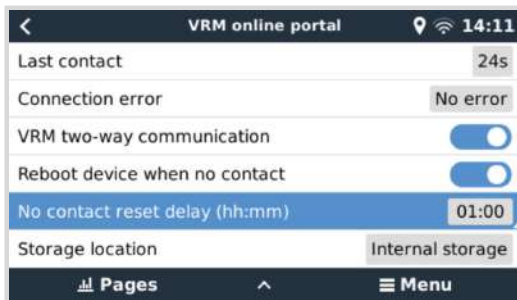 VRM online portal 14:11
Last contact 24s
Connection error No error
VRM two-way communication
Reboot device when no contact
No contact reset delay (hh:mm) 01:00
Storage location Internal storage
Pages Menu